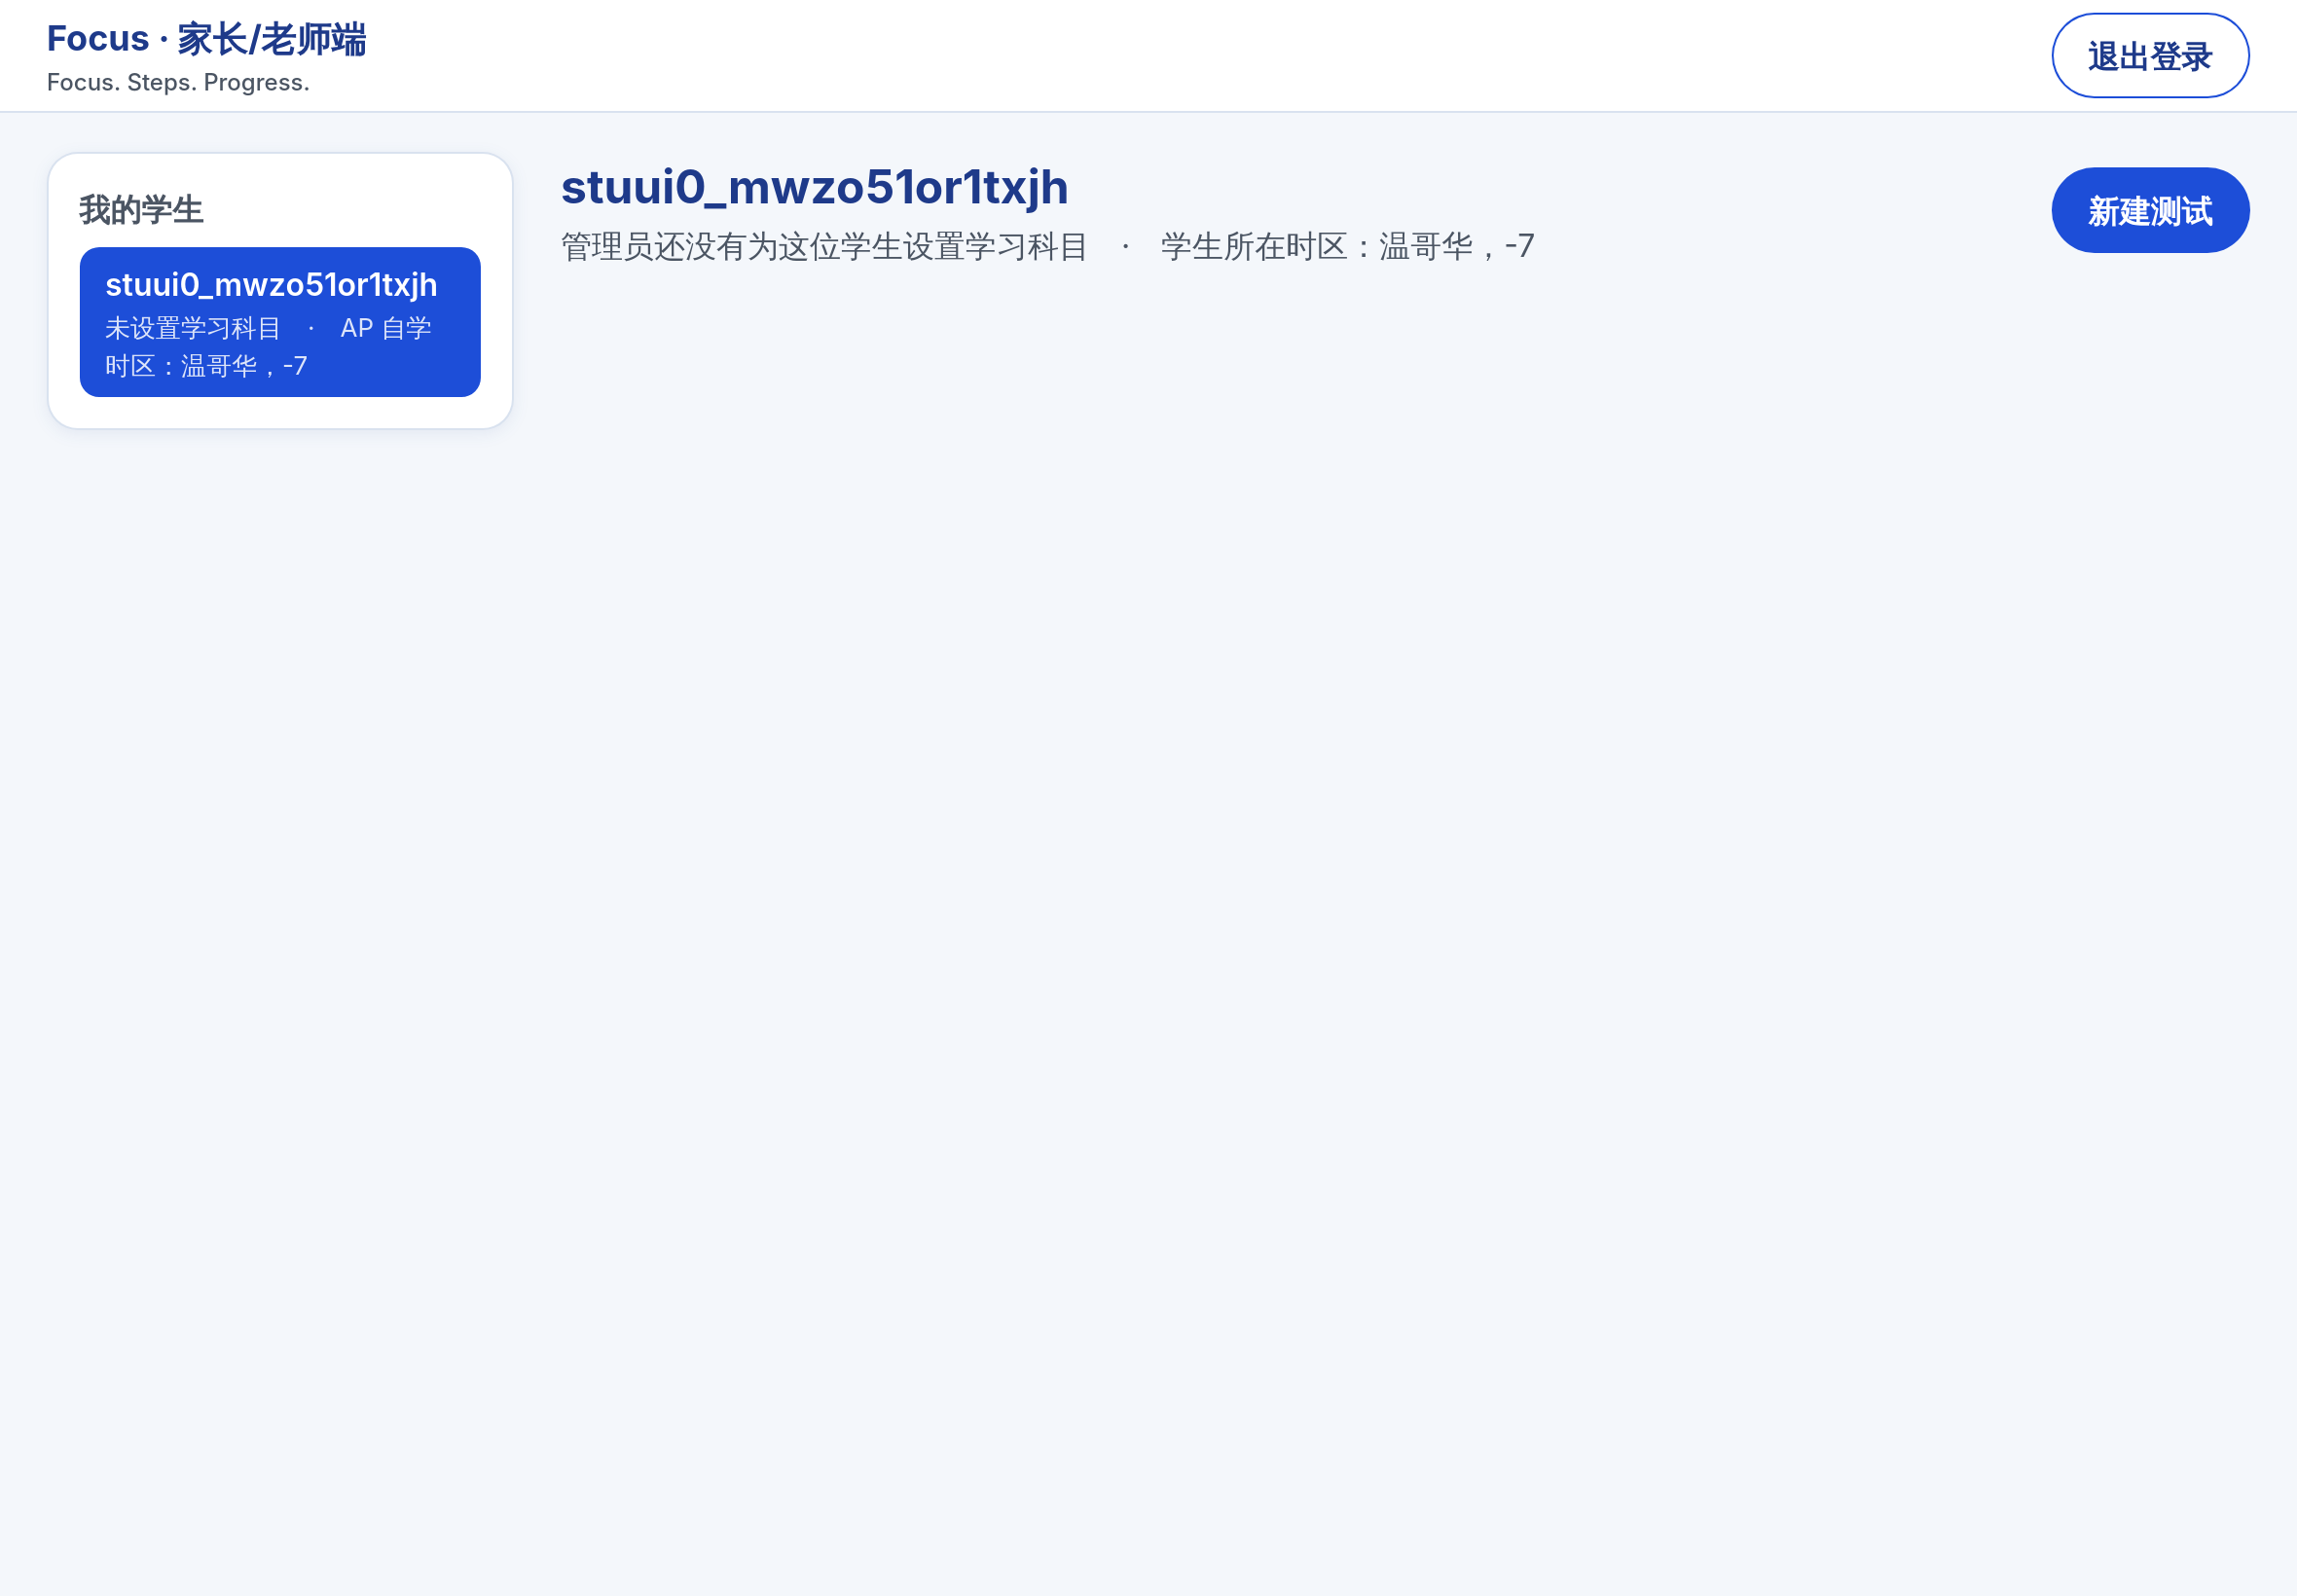 Focus · 家长/老师端
Focus. Steps. Progress.
退出登录
我的学生
stuui0_mwzo51or1txjh
未设置学习科目 · AP 自学
时区：温哥华，-7
stuui0_mwzo51or1txjh
管理员还没有为这位学生设置学习科目 · 学生所在时区：温哥华，-7
新建测试